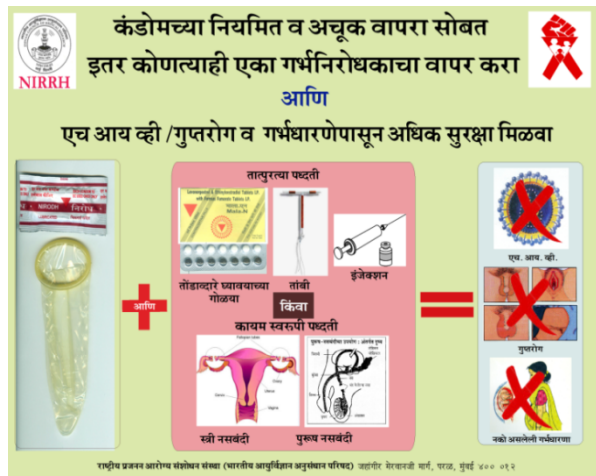 कंडोमच्या नियमित व अचूक वापरा सोबत
इतर कोणत्याही एका गर्भनिरोधकाचा वापर करा
NIRRH
आणि
एच आय व्ही /गुप्तरोग व गर्भधारणेपासून अधिक सुरक्षा मिळवा
तात्पुरत्या पध्दती
NIRODH
निरोध
तोंडाव्दारे घ्यावयाच्या
गोळया
तांबी
इंजेक्शन
आणि
किंवा
कायम स्वरुपी पध्दती
स्त्री नसबंदी
पुरूष नसबंदी
एच. आय. व्ही.
गुप्तरोग
नको असलेली गर्भधारणा
राष्ट्रीय प्रजनन आरोग्य संशोधन संस्था (भारतीय आयुर्विज्ञान अनुसंधान परिषद) जहांगीर मेरवानजी मार्ग, परळ, मुंबई ४०० ०१२